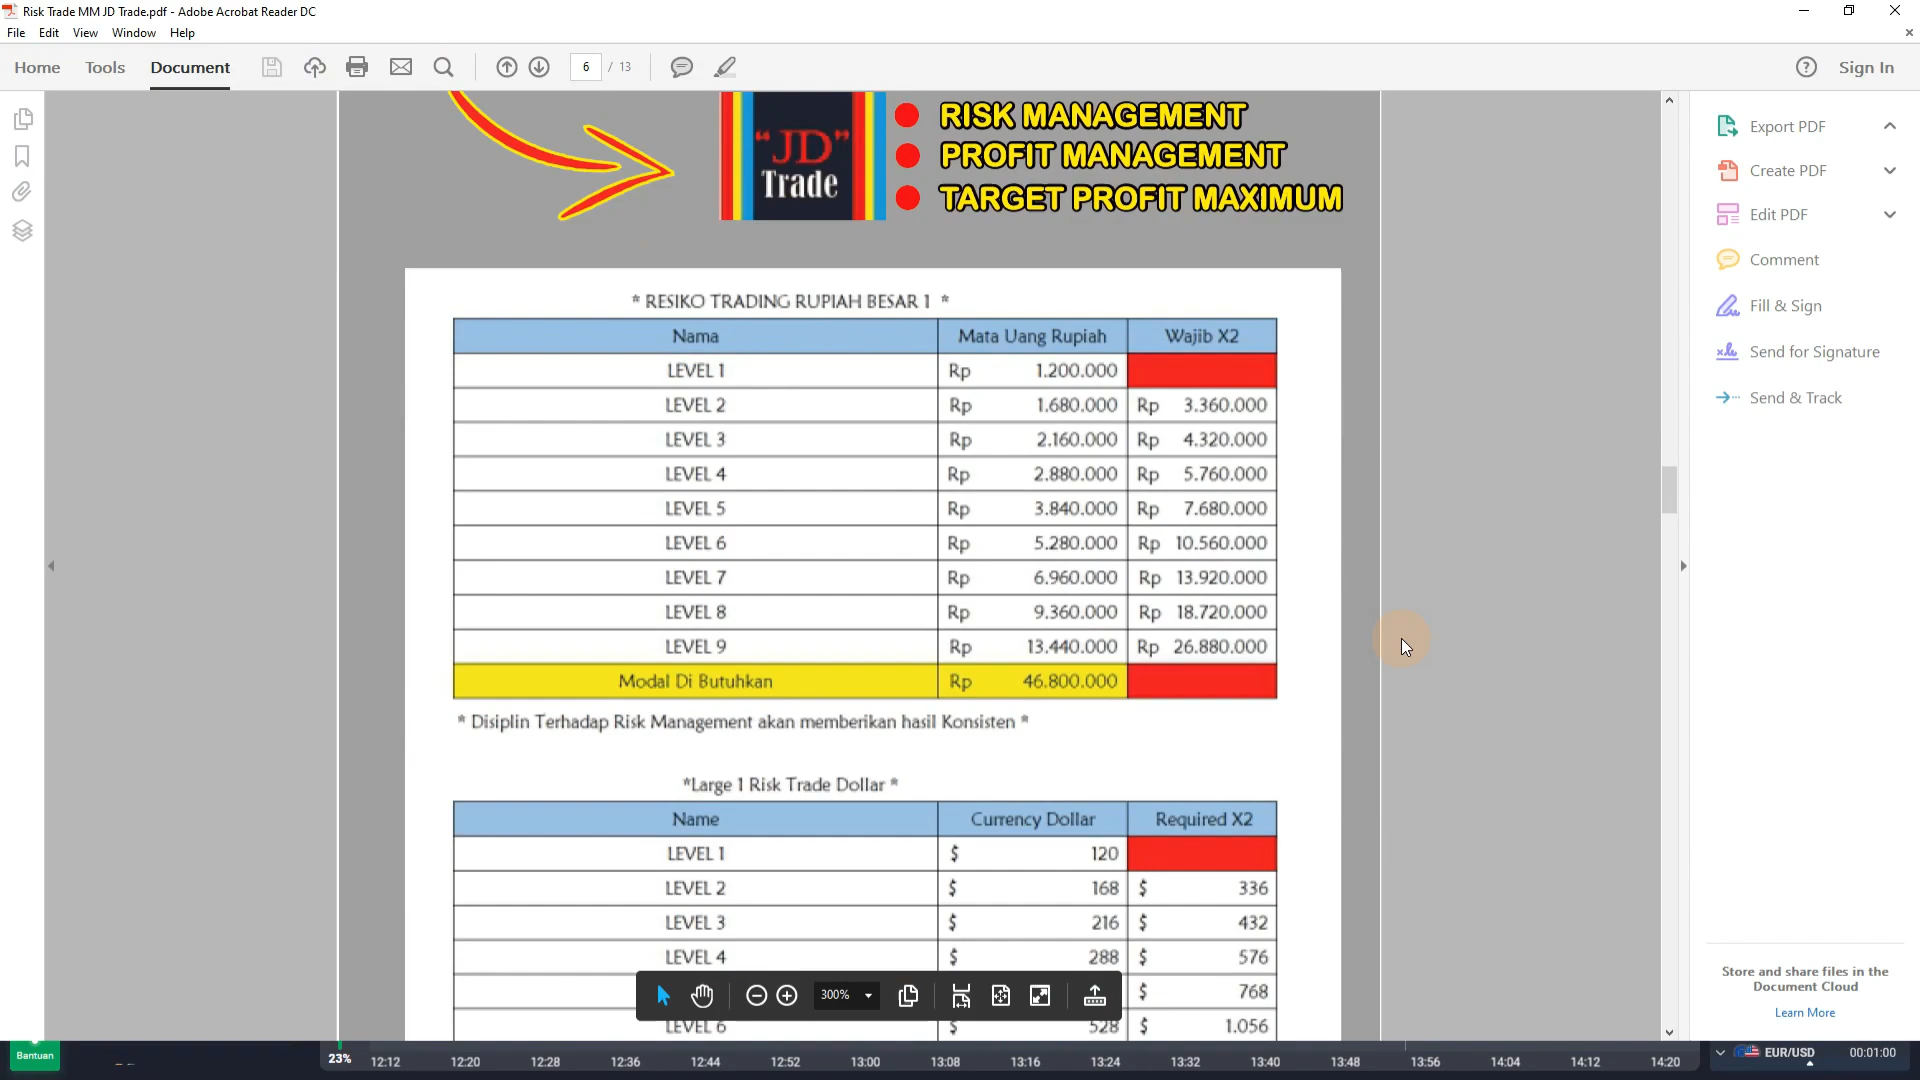 Risk Trade MM JD Trade.pdf - Adobe Acrobat Reader DC
File Edit View Window Help
Home Tools Document 6 / 13 Sign In
"JD"
Trade
RISK MANAGEMENT
PROFIT MANAGEMENT
TARGET PROFIT MAXIMUM
* RESIKO TRADING RUPIAH BESAR 1 *
Nama Mata Uang Rupiah Wajib X2
LEVEL 1 Rp 1.200.000
LEVEL 2 Rp 1.680.000 Rp 3.360.000
LEVEL 3 Rp 2.160.000 Rp 4.320.000
LEVEL 4 Rp 2.880.000 Rp 5.760.000
LEVEL 5 Rp 3.840.000 Rp 7.680.000
LEVEL 6 Rp 5.280.000 Rp 10.560.000
LEVEL 7 Rp 6.960.000 Rp 13.920.000
LEVEL 8 Rp 9.360.000 Rp 18.720.000
LEVEL 9 Rp 13.440.000 Rp 26.880.000
Modal Di Butuhkan Rp 46.800.000
* Disiplin Terhadap Risk Management akan memberikan hasil Konsisten *
*Large 1 Risk Trade Dollar *
Name Currency Dollar Required X2
LEVEL 1 $ 120
LEVEL 2 $ 168 $ 336
LEVEL 3 $ 216 $ 432
LEVEL 4 $ 288 $ 576
$ 768
LEVEL 6 $ 528 $ 1.056
300%
Export PDF
Create PDF
Edit PDF
Comment
Fill & Sign
Send for Signature
Send & Track
Store and share files in the
Document Cloud
Learn More
Bantuan
23% 12:12 12:20 12:28 12:36 12:44 12:52 13:00 13:08 13:16 13:24 13:32 13:40 13:48 13:56 14:04 14:12 14:20
EUR/USD 00:01:00